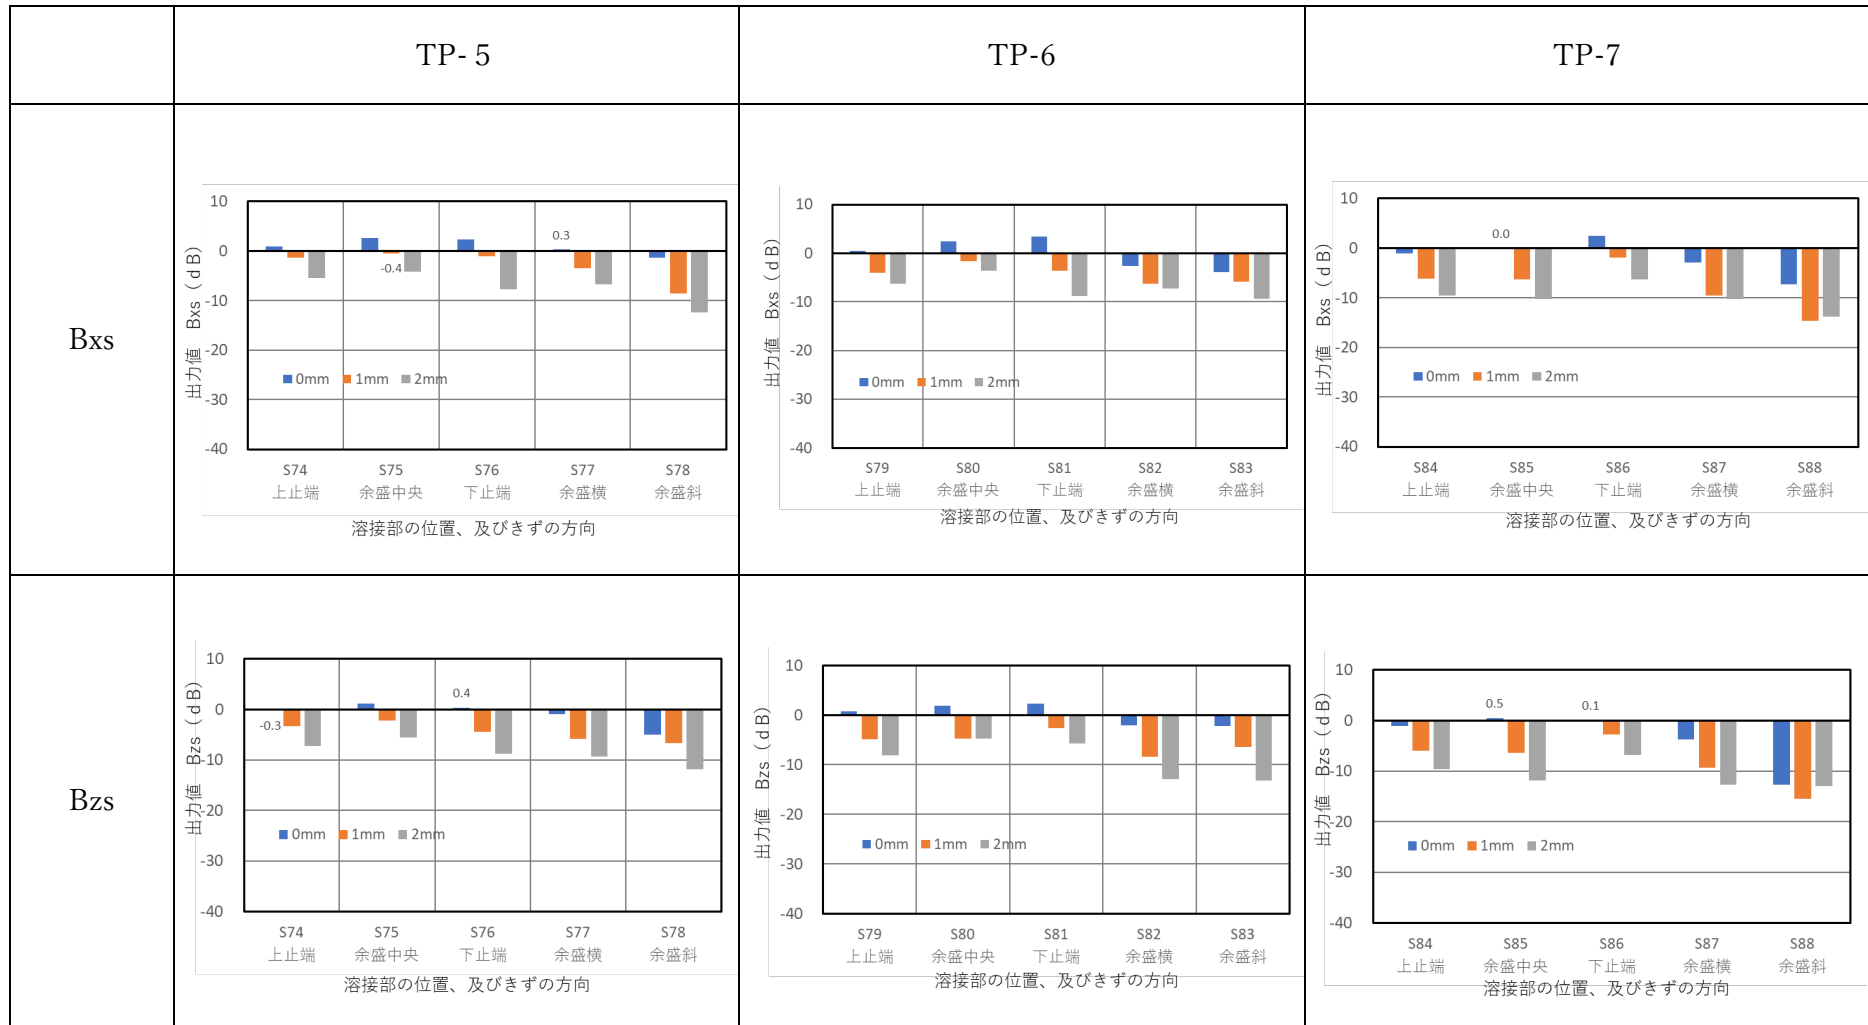 TP- 5
TP-6
TP-7
Bxs
出力値 Bxs（ｄB）
10
0
-10
-20
-30
-40
0.3
-0.4
0mm 1mm 2mm
S74 S75 S76 S77 S78
上止端 余盛中央 下止端 余盛横 余盛斜
溶接部の位置、及びきずの方向
出力値 Bxs（ｄB）
10
0
-10
-20
-30
-40
0mm 1mm 2mm
S79 S80 S81 S82 S83
上止端 余盛中央 下止端 余盛横 余盛斜
溶接部の位置、及びきずの方向
出力値 Bxs（ｄB）
10
0
-10
-20
-30
-40
0.0
0mm 1mm 2mm
S84 S85 S86 S87 S88
上止端 余盛中央 下止端 余盛横 余盛斜
溶接部の位置、及びきずの方向
Bzs
出力値 Bzs（ｄB）
10
0
-10
-20
-30
-40
-0.3
0.4
0mm 1mm 2mm
S74 S75 S76 S77 S78
上止端 余盛中央 下止端 余盛横 余盛斜
溶接部の位置、及びきずの方向
出力値 Bzs（ｄB）
10
0
-10
-20
-30
-40
0mm 1mm 2mm
S79 S80 S81 S82 S83
上止端 余盛中央 下止端 余盛横 余盛斜
溶接部の位置、及びきずの方向
出力値 Bzs（ｄB）
10
0
-10
-20
-30
-40
0.5
0.1
0mm 1mm 2mm
S84 S85 S86 S87 S88
上止端 余盛中央 下止端 余盛横 余盛斜
溶接部の位置、及びきずの方向